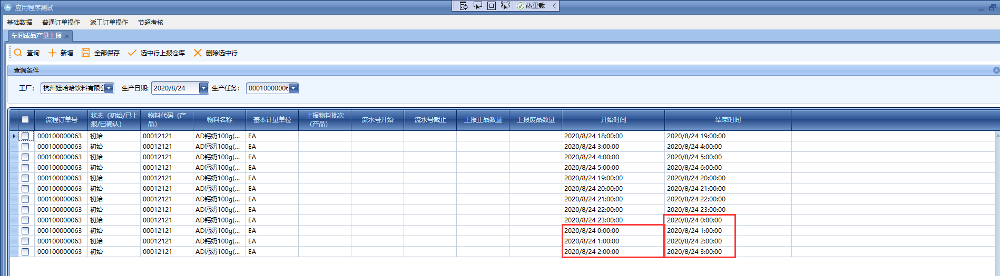 应用程序测试
热重载
基础数据 普通订单操作 返工订单操作 节超考核
车间成品产量上报
查询 新增 全部保存 选中行上报仓库 删除选中行
查询条件
工厂: 杭州娃哈哈饮料有限公 生产日期: 2020/8/24 生产任务: 00010000006
流程订单号 状态（初始/已上报/已确认） 物料代码（产品） 物料名称 基本计量单位 上报物料批次（产品） 流水号开始 流水号截止 上报正品数量 上报废品数量 开始时间 结束时间
000100000063 初始 00012121 AD钙奶100g(... EA 2020/8/24 18:00:00 2020/8/24 19:00:00
000100000063 初始 00012121 AD钙奶100g(... EA 2020/8/24 3:00:00 2020/8/24 4:00:00
000100000063 初始 00012121 AD钙奶100g(... EA 2020/8/24 4:00:00 2020/8/24 5:00:00
000100000063 初始 00012121 AD钙奶100g(... EA 2020/8/24 5:00:00 2020/8/24 6:00:00
000100000063 初始 00012121 AD钙奶100g(... EA 2020/8/24 19:00:00 2020/8/24 20:00:00
000100000063 初始 00012121 AD钙奶100g(... EA 2020/8/24 20:00:00 2020/8/24 21:00:00
000100000063 初始 00012121 AD钙奶100g(... EA 2020/8/24 21:00:00 2020/8/24 22:00:00
000100000063 初始 00012121 AD钙奶100g(... EA 2020/8/24 22:00:00 2020/8/24 23:00:00
000100000063 初始 00012121 AD钙奶100g(... EA 2020/8/24 23:00:00 2020/8/24 0:00:00
000100000063 初始 00012121 AD钙奶100g(... EA 2020/8/24 0:00:00 2020/8/24 1:00:00
000100000063 初始 00012121 AD钙奶100g(... EA 2020/8/24 1:00:00 2020/8/24 2:00:00
000100000063 初始 00012121 AD钙奶100g(... EA 2020/8/24 2:00:00 2020/8/24 3:00:00